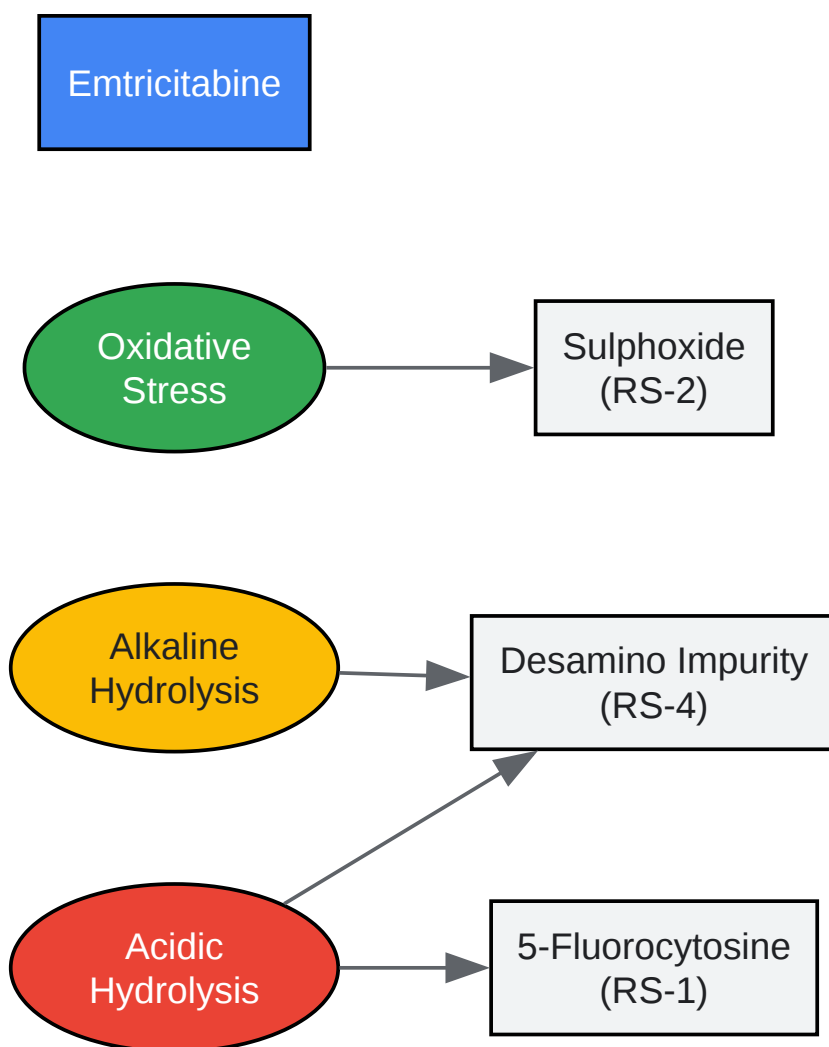 Emtricitabine
Oxidative
Stress
Sulphoxide
(RS-2)
Alkaline
Hydrolysis
Desamino Impurity
(RS-4)
Acidic
Hydrolysis
5-Fluorocytosine
(RS-1)